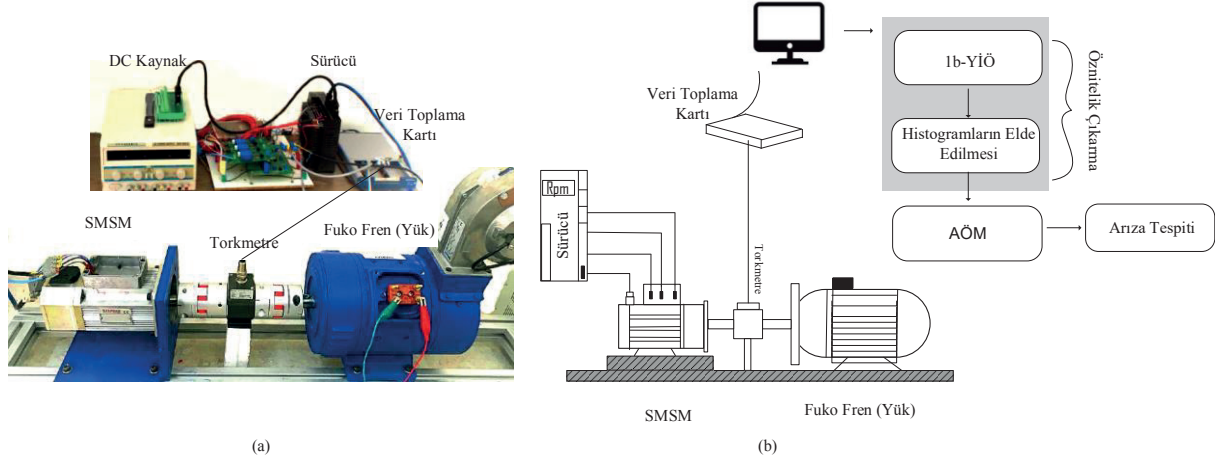 DC Kaynak
Sürücü
Veri Toplama
Kartı
SMSM
Torkmetre
Fuko Fren (Yük)
(a)
1b-YİÖ
Histogramların Elde
Edilmesi
Öznitelik Çıkarma
AÖM
Arıza Tespiti
Veri Toplama
Kartı
Rpm
Sürücü
Torkmetre
SMSM
Fuko Fren (Yük)
(b)